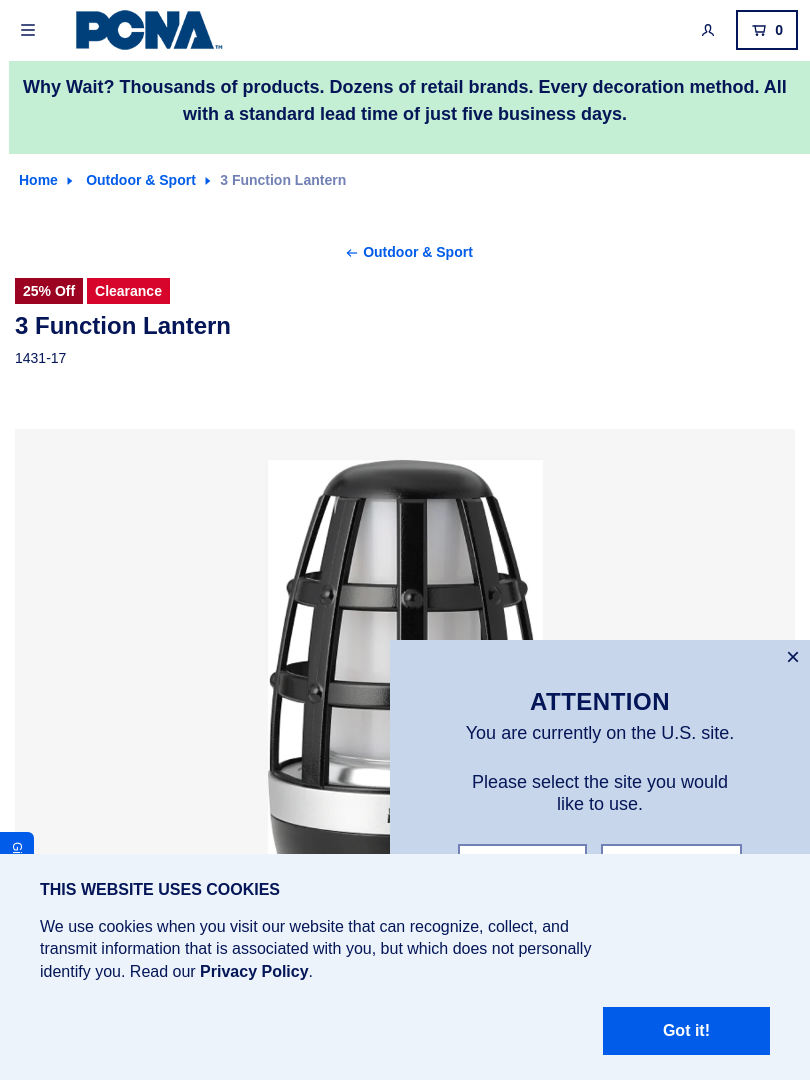 PCNA™
0
Why Wait? Thousands of products. Dozens of retail brands. Every decoration method. All
with a standard lead time of just five business days.
Home
Outdoor & Sport
3 Function Lantern
Outdoor & Sport
25% Off
Clearance
3 Function Lantern
1431-17
ATTENTION
You are currently on the U.S. site.
Please select the site you would
like to use.
THIS WEBSITE USES COOKIES
We use cookies when you visit our website that can recognize, collect, and
transmit information that is associated with you, but which does not personally
identify you. Read our Privacy Policy.
Got it!